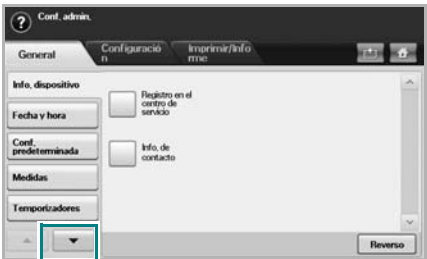 Conf. admin.
General
Configuració
n
Imprimir/Info
rme
Info. dispositivo
Fecha y hora
Conf.
predeterminada
Medidas
Temporizadores
Registro en el
centro de
servicio
Info. de
contacto
Reverso